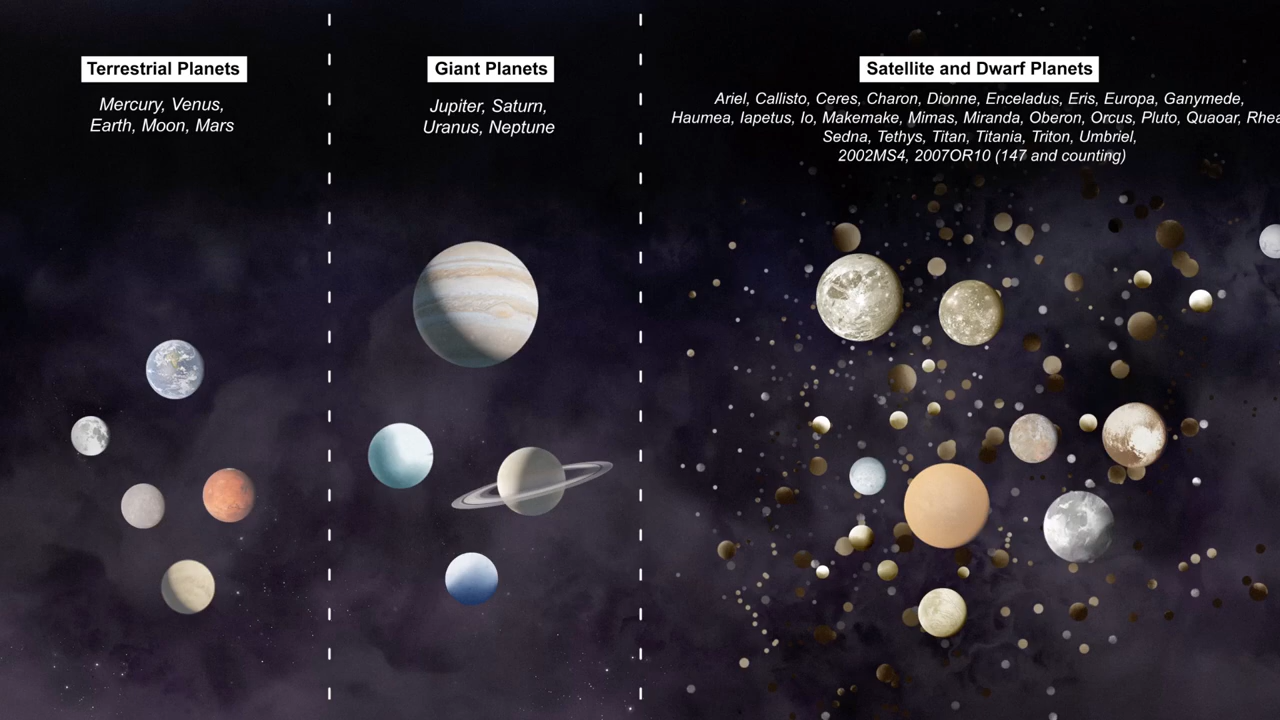 Terrestrial Planets
Mercury, Venus,
Earth, Moon, Mars
Giant Planets
Jupiter, Saturn,
Uranus, Neptune
Satellite and Dwarf Planets
Ariel, Callisto, Ceres, Charon, Dionne, Enceladus, Eris, Europa, Ganymede,
Haumea, Iapetus, Io, Makemake, Mimas, Miranda, Oberon, Orcus, Pluto, Quaoar, Rhea
Sedna, Tethys, Titan, Titania, Triton, Umbriel,
2002MS4, 2007OR10 (147 and counting)